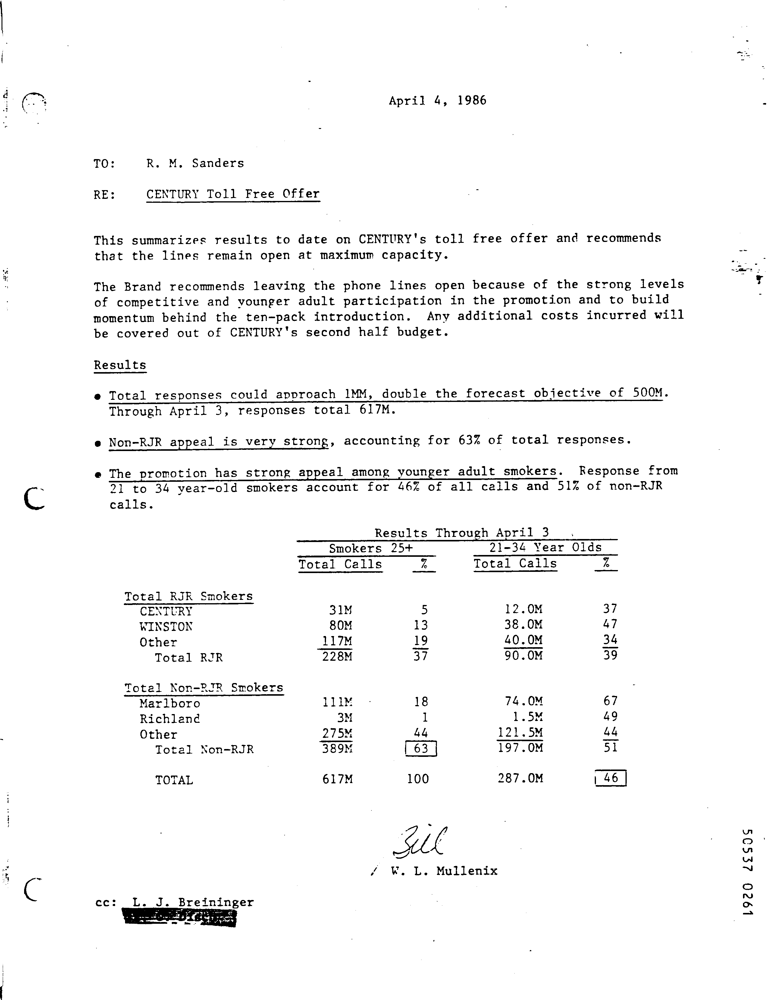 April 4, 1986
TO: R. M. Sanders
RE: CENTURY Toll Free Offer
This summarizes results to date on CENTURY's toll free offer and recommends
that the lines remain open at maximum capacity.
The Brand recommends leaving the phone lines open because of the strong levels
of competitive and younger adult participation in the promotion and to build
momentum behind the ten-pack introduction. Any additional costs incurred will
be covered out of CENTURY's second half budget.
Results
● Total responses could approach 1MM, double the forecast objective of 500M.
Through April 3, responses total 617M.
● Non-RJR appeal is very strong, accounting for 63% of total responses.
● The promotion has strong appeal among younger adult smokers. Response from
21 to 34 year-old smokers account for 46% of all calls and 51% of non-RJR
calls.
Results Through April 3
Smokers 25+ 21-34 Year Olds
Total Calls % Total Calls %
Total RJR Smokers
CENTURY 31M 5 12.0M 37
WINSTON 80M 13 38.0M 47
Other 117M 19 40.0M 34
Total RJR 228M 37 90.0M 39
Total Non-RJR Smokers
Marlboro 111M 18 74.0M 67
Richland 3M 1 1.5M 49
Other 275M 44 121.5M 44
Total Non-RJR 389M 63 197.0M 51
TOTAL 617M 100 287.0M 46
Bill
W. L. Mullenix
cc: L. J. Breininger
50537 0261